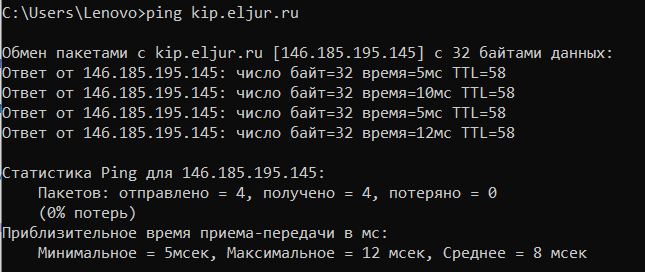 C:\Users\Lenovo>ping kip.eljur.ru
Обмен пакетами с kip.eljur.ru [146.185.195.145] с 32 байтами данных:
Ответ от 146.185.195.145: число байт=32 время=5мс TTL=58
Ответ от 146.185.195.145: число байт=32 время=10мс TTL=58
Ответ от 146.185.195.145: число байт=32 время=5мс TTL=58
Ответ от 146.185.195.145: число байт=32 время=12мс TTL=58
Статистика Ping для 146.185.195.145:
    Пакетов: отправлено = 4, получено = 4, потеряно = 0
    (0% потерь)
Приблизительное время приема-передачи в мс:
    Минимальное = 5мсек, Максимальное = 12 мсек, Среднее = 8 мсек